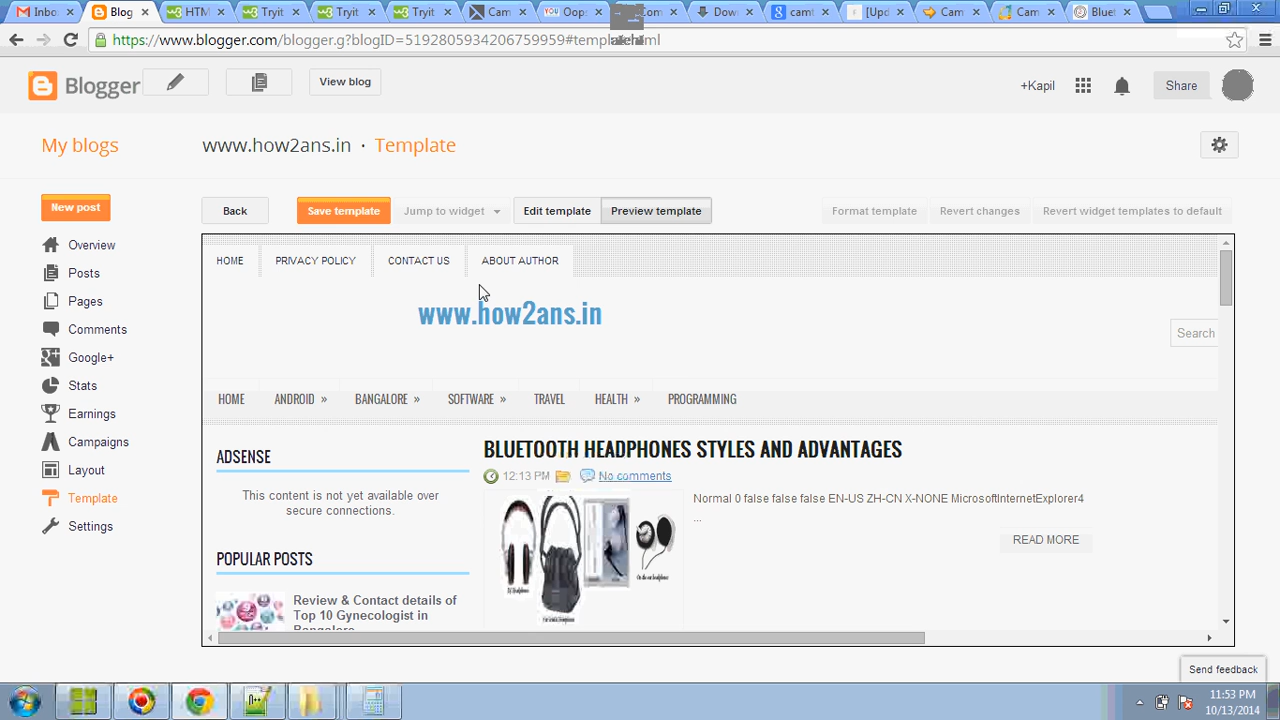 Inbo
Blog
HTM
Tryit
Tryit
Tryit
Cam
Oop
Com
Dow
card
[Upd
Cam
Cam
Bluet
https://www.blogger.com/blogger.g?blogID=5192805934206759959#template
Blogger
View blog
+Kapil
Share
My blogs
www.how2ans.in · Template
New post
Back
Save template
Jump to widget
Edit template
Preview template
Format template
Revert changes
Revert widget templates to default
Overview
Posts
Pages
Comments
Google+
Stats
Earnings
Campaigns
Layout
Template
Settings
HOME
PRIVACY POLICY
CONTACT US
ABOUT AUTHOR
www.how2ans.in
Search
HOME
ANDROID »
BANGALORE »
SOFTWARE »
TRAVEL
HEALTH »
PROGRAMMING
ADSENSE
This content is not yet available over
secure connections.
POPULAR POSTS
Review & Contact details of
Top 10 Gynecologist in
Bangalore
BLUETOOTH HEADPHONES STYLES AND ADVANTAGES
12:13 PM
No comments
Normal 0 false false false EN-US ZH-CN X-NONE MicrosoftInternetExplorer4
...
READ MORE
Send feedback
11:53 PM
10/13/2014